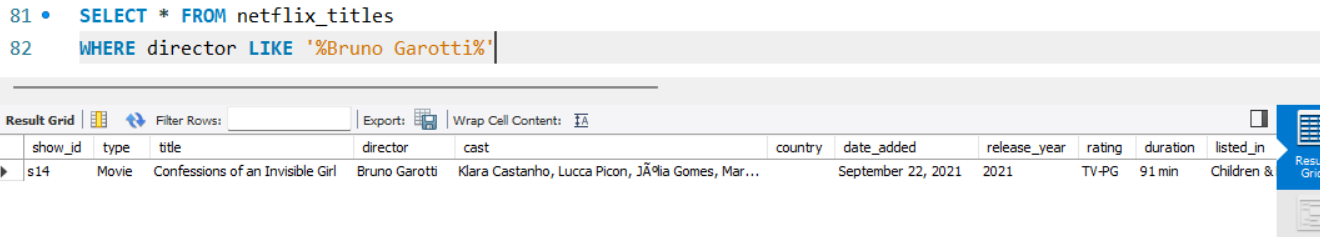 81 SELECT * FROM netflix_titles
82 WHERE director LIKE '%Bruno Garotti%'
Result Grid Filter Rows: Export: Wrap Cell Content: IA
show_id type title director cast country date_added release_year rating duration listed_in
s14 Movie Confessions of an Invisible Girl Bruno Garotti Klara Castanho, Lucca Picon, JÃºlia Gomes, Mar... September 22, 2021 2021 TV-PG 91 min Children &